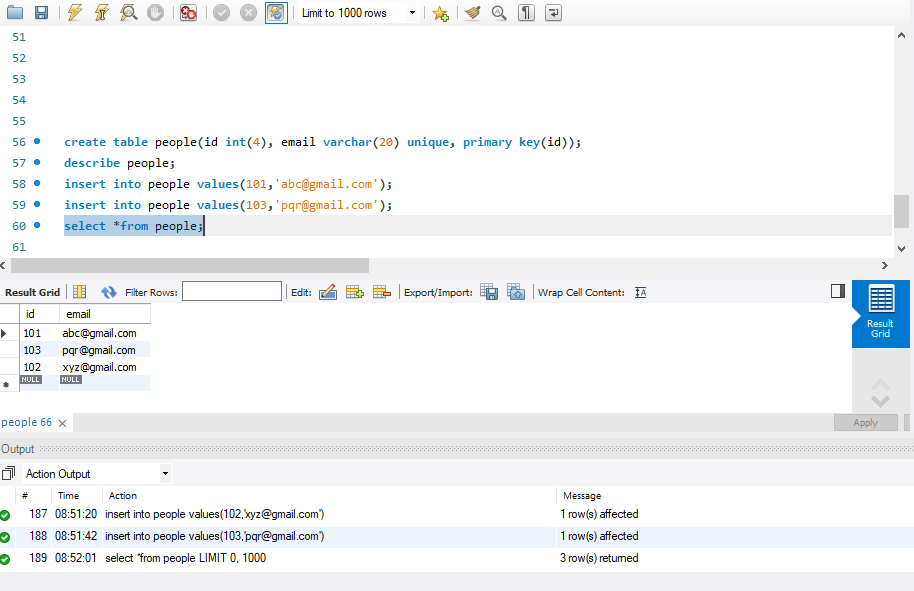 Limit to 1000 rows
51
52
53
54
55
56 create table people(id int(4), email varchar(20) unique, primary key(id));
57 describe people;
58 insert into people values(101,'abc@gmail.com');
59 insert into people values(103,'pqr@gmail.com');
60 select *from people;
61
Result Grid Filter Rows: Edit: Export/Import: Wrap Cell Content: IA
id email
101 abc@gmail.com
103 pqr@gmail.com
102 xyz@gmail.com
NULL NULL
Result
Grid
people 66 Apply
Output
Action Output
# Time Action Message
187 08:51:20 insert into people values(102,'xyz@gmail.com') 1 row(s) affected
188 08:51:42 insert into people values(103,'pqr@gmail.com') 1 row(s) affected
189 08:52:01 select *from people LIMIT 0, 1000 3 row(s) returned